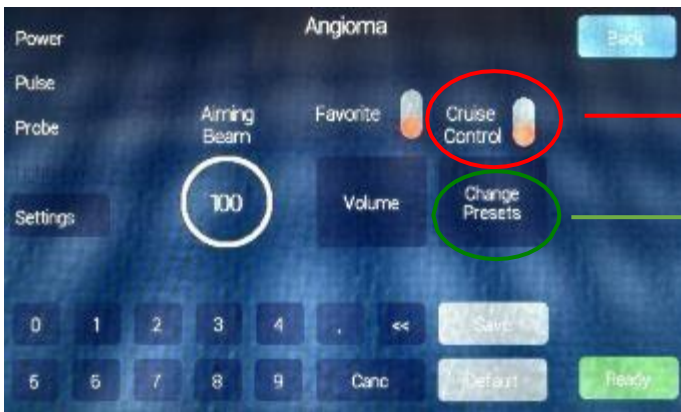 Angioma
Power
Back
Pulse
Probe
Aiming
Beam
Favorite
Cruise
Control
100
Volume
Change
Presets
Settings
0 1 2 3 4 . << Save
5 6 7 8 9 Canc Default
Ready